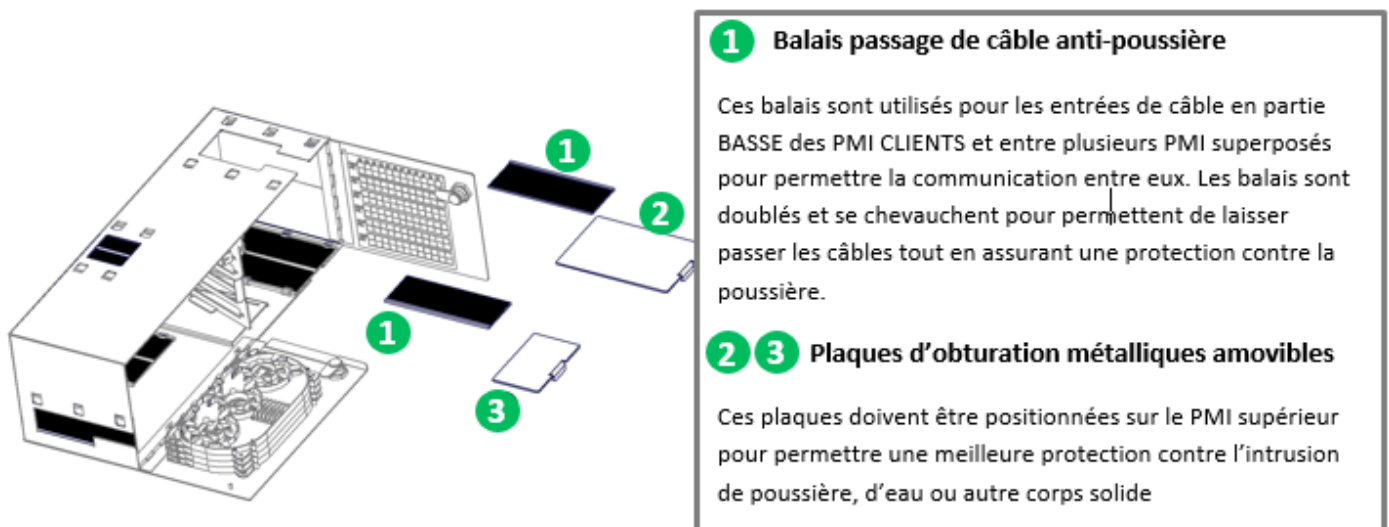 1 Balais passage de câble anti-poussière
Ces balais sont utilisés pour les entrées de câble en partie
BASSE des PMI CLIENTS et entre plusieurs PMI superposés
pour permettre la communication entre eux. Les balais sont
doublés et se chevauchent pour permettent de laisser
passer les câbles tout en assurant une protection contre la
poussière.
2 3 Plaques d’obturation métalliques amovibles
Ces plaques doivent être positionnées sur le PMI supérieur
pour permettre une meilleure protection contre l’intrusion
de poussière, d’eau ou autre corps solide
1
2
1
3